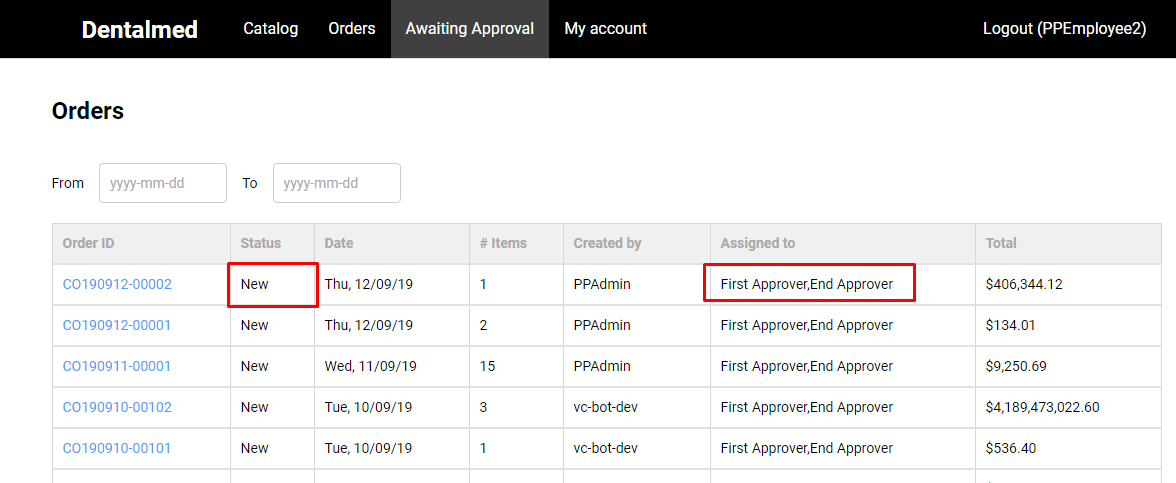 Dentalmed Catalog Orders Awaiting Approval My account Logout (PPEmployee2)
Orders
From yyyy-mm-dd To yyyy-mm-dd
Order ID Status Date # Items Created by Assigned to Total
CO190912-00002 New Thu, 12/09/19 1 PPAdmin First Approver,End Approver $406,344.12
CO190912-00001 New Thu, 12/09/19 2 PPAdmin First Approver,End Approver $134.01
CO190911-00001 New Wed, 11/09/19 15 PPAdmin First Approver,End Approver $9,250.69
CO190910-00102 New Tue, 10/09/19 3 vc-bot-dev First Approver,End Approver $4,189,473,022.60
CO190910-00101 New Tue, 10/09/19 1 vc-bot-dev First Approver,End Approver $536.40